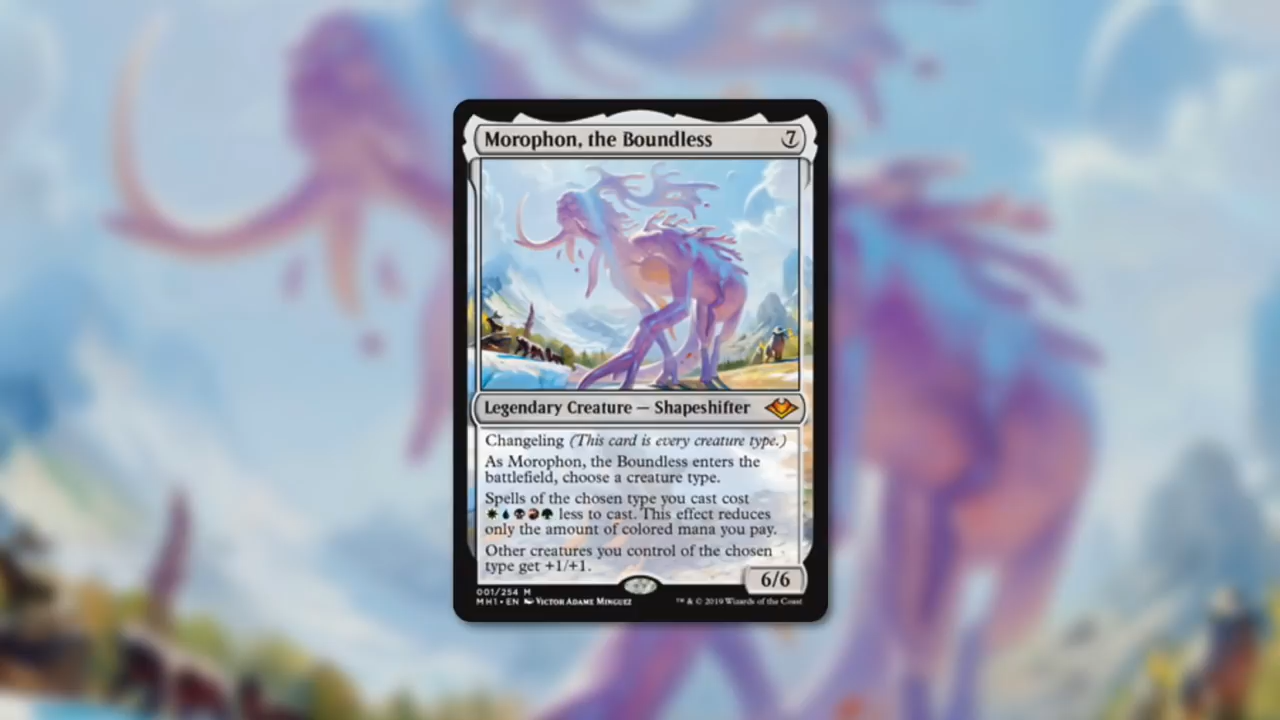 Morophon, the Boundless 7
Legendary Creature — Shapeshifter
Changeling (This card is every creature type.)
As Morophon, the Boundless enters the
battlefield, choose a creature type.
Spells of the chosen type you cast cost
less to cast. This effect reduces
only the amount of colored mana you pay.
Other creatures you control of the chosen
type get +1/+1.
6/6
001/254 M
MH1 • EN Victor Adame Minguez
™ & © 2019 Wizards of the Coast